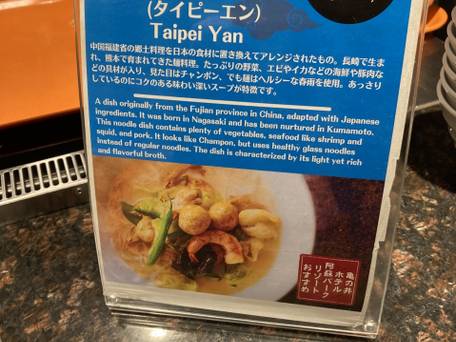 (タイピーエン)
Taipei Yan
中国福建省の郷土料理を日本の食材に置き換えてアレンジされたもの。長崎で生ま
れ、熊本で育まれてきた麺料理。たっぷりの野菜、エビやイカなどの海鮮や豚肉な
どの具材が入り、見た目はチャンポン、でも麺はヘルシーな春雨を使用。あっさり
しているのにコクのある味わい深いスープが特徴です。
A dish originally from the Fujian province in China, adapted with Japanese
ingredients. It was born in Nagasaki and has been nurtured in Kumamoto.
This noodle dish contains plenty of vegetables, seafood like shrimp and
squid, and pork. It looks like Champon, but uses healthy glass noodles
instead of regular noodles. The dish is characterized by its light yet rich
and flavorful broth.
亀の井
ホテル
阿蘇パーク
リゾート
おすすめ